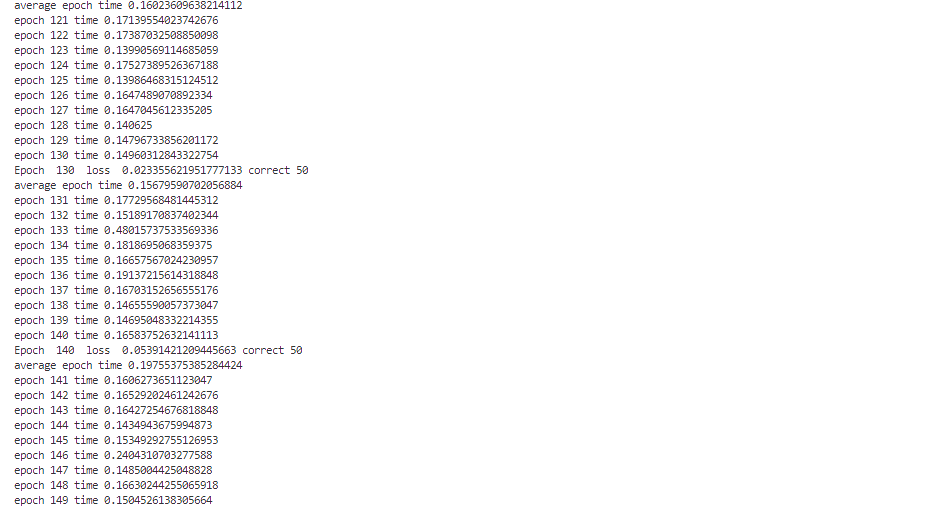 average epoch time 0.16023609638214112
epoch 121 time 0.17139554023742676
epoch 122 time 0.17387032508850098
epoch 123 time 0.13990569114685059
epoch 124 time 0.17527389526367188
epoch 125 time 0.13986468315124512
epoch 126 time 0.1647489070892334
epoch 127 time 0.1647045612335205
epoch 128 time 0.140625
epoch 129 time 0.14796733856201172
epoch 130 time 0.14960312843322754
Epoch  130  loss  0.023355621951777133 correct 50
average epoch time 0.15679590702056884
epoch 131 time 0.17729568481445312
epoch 132 time 0.15189170837402344
epoch 133 time 0.48015737533569336
epoch 134 time 0.1818695068359375
epoch 135 time 0.16657567024230957
epoch 136 time 0.19137215614318848
epoch 137 time 0.16703152656555176
epoch 138 time 0.14655590057373047
epoch 139 time 0.14695048332214355
epoch 140 time 0.16583752632141113
Epoch  140  loss  0.05391421209445663 correct 50
average epoch time 0.19755375385284424
epoch 141 time 0.1606273651123047
epoch 142 time 0.16529202461242676
epoch 143 time 0.16427254676818848
epoch 144 time 0.1434943675994873
epoch 145 time 0.15349292755126953
epoch 146 time 0.2404310703277588
epoch 147 time 0.1485004425048828
epoch 148 time 0.16630244255065918
epoch 149 time 0.1504526138305664